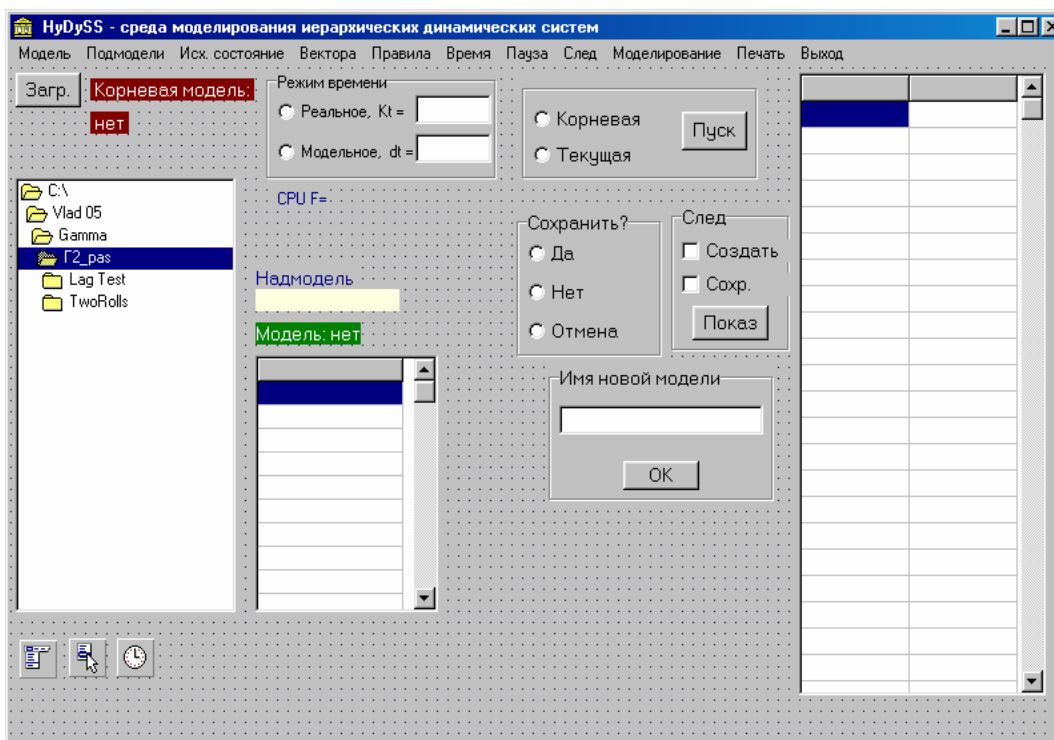 HyDySS - среда моделирования иерархических динамических систем
Модель Подмодели Исх. состояние Вектора Правила Время Пауза След Моделирование Печать Выход
Загр.
Корневая модель:
нет
Режим времени
Реальное, Kt =
Модельное, dt =
Корневая
Текущая
Пуск
C:\
Vlad 05
Gamma
Г2_pas
Lag Test
TwoRolls
CPU F=
Надмодель
Модель: нет
Сохранить?
Да
Нет
Отмена
След
Создать
Сохр.
Показ
Имя новой модели
OK